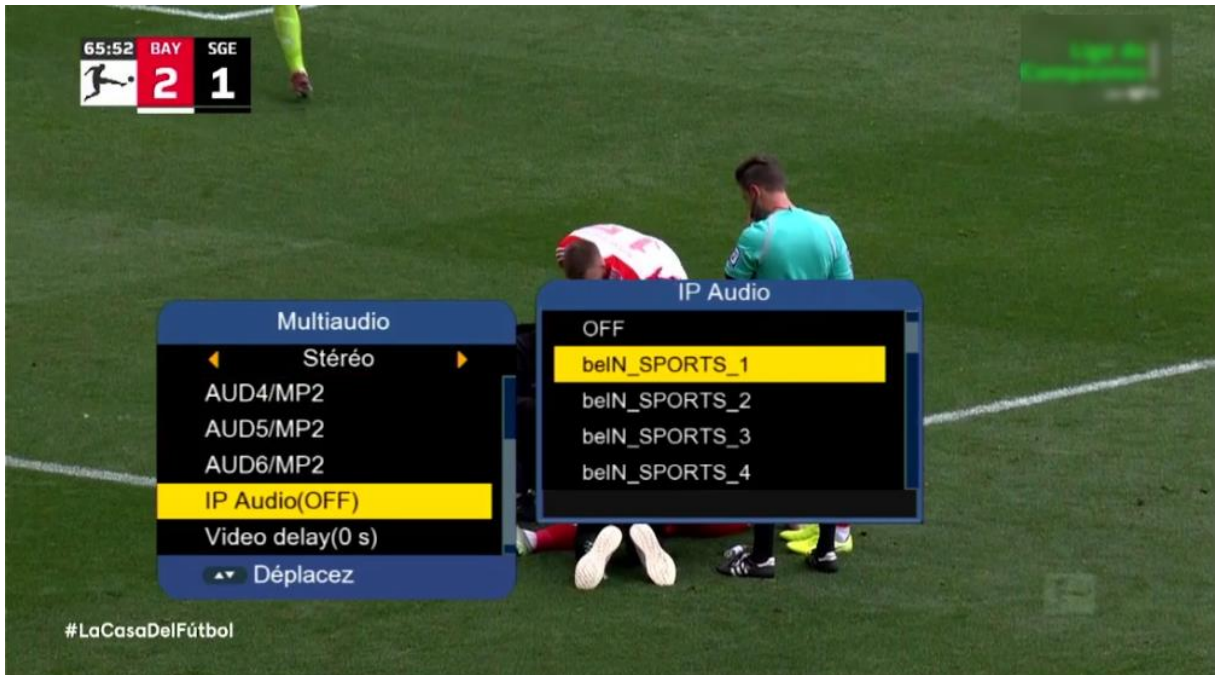 65:52 BAY SGE
2 1
Multiaudio
Stéréo
AUD4/MP2
AUD5/MP2
AUD6/MP2
IP Audio(OFF)
Video delay(0 s)
Déplacez
IP Audio
OFF
beIN_SPORTS_1
beIN_SPORTS_2
beIN_SPORTS_3
beIN_SPORTS_4
#LaCasaDelFútbol